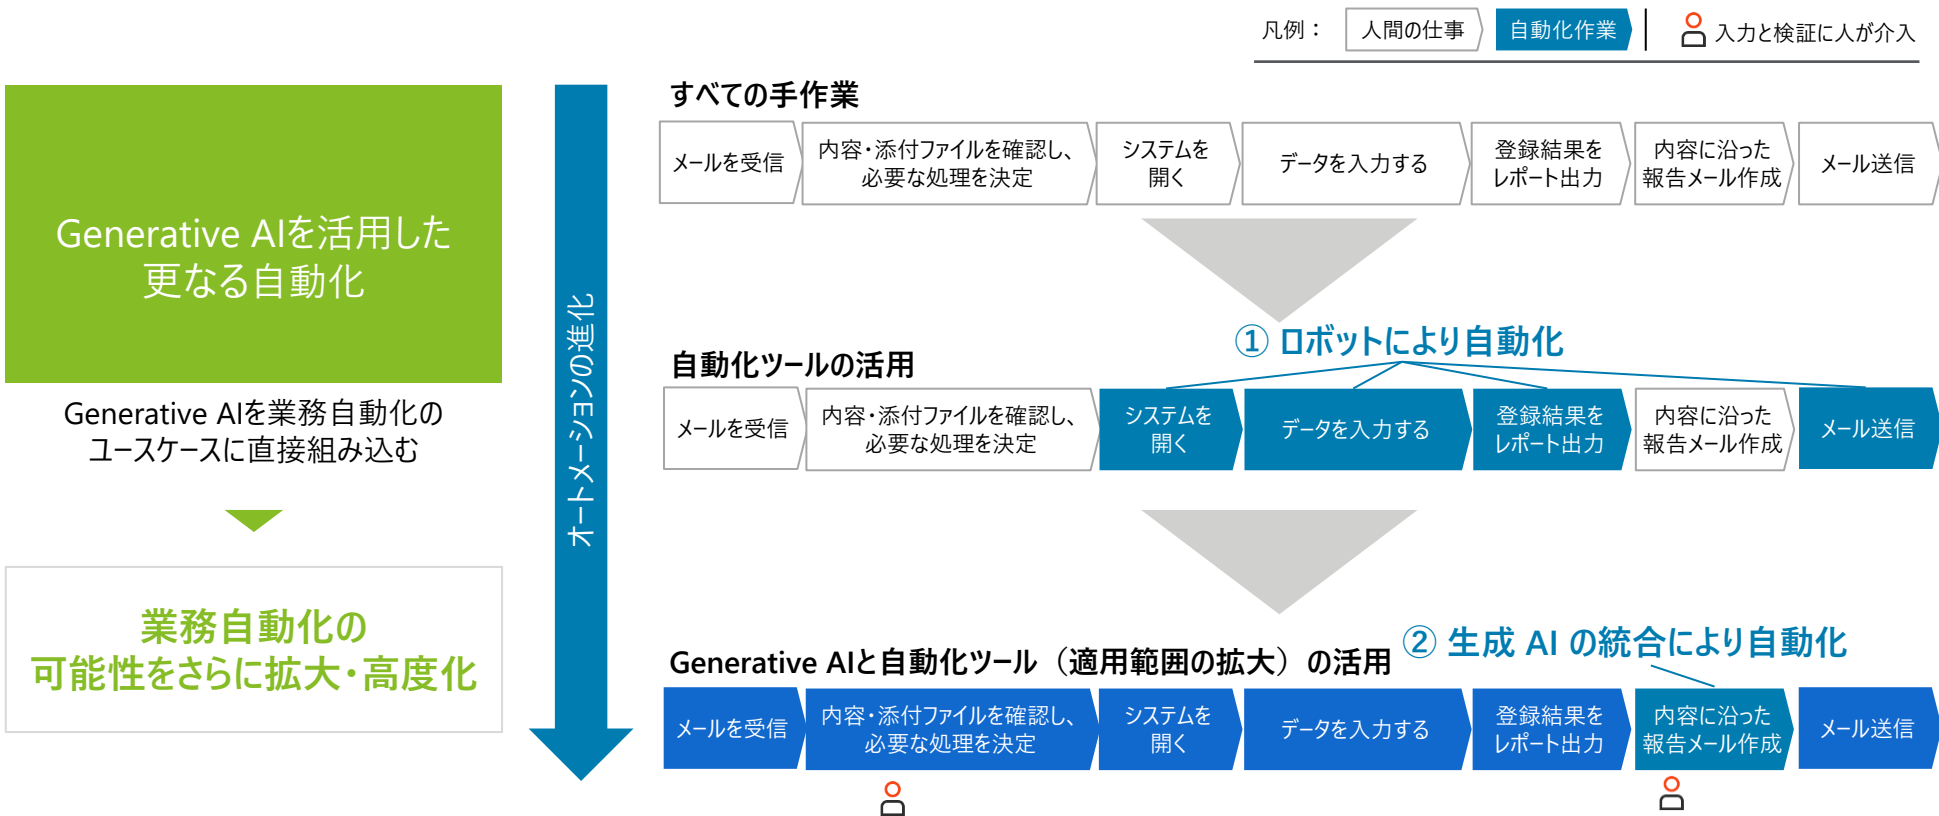 凡例：
人間の仕事
自動化作業
入力と検証に人が介入
Generative AIを活用した
更なる自動化
Generative AIを業務自動化の
ユースケースに直接組み込む
業務自動化の
可能性をさらに拡大・高度化
オートメーションの進化
すべての手作業
メールを受信
内容・添付ファイルを確認し、
必要な処理を決定
システムを
開く
データを入力する
登録結果を
レポート出力
内容に沿った
報告メール作成
メール送信
① ロボットにより自動化
自動化ツールの活用
メールを受信
内容・添付ファイルを確認し、
必要な処理を決定
システムを
開く
データを入力する
登録結果を
レポート出力
内容に沿った
報告メール作成
メール送信
② 生成 AI の統合により自動化
Generative AIと自動化ツール（適用範囲の拡大）の活用
メールを受信
内容・添付ファイルを確認し、
必要な処理を決定
システムを
開く
データを入力する
登録結果を
レポート出力
内容に沿った
報告メール作成
メール送信